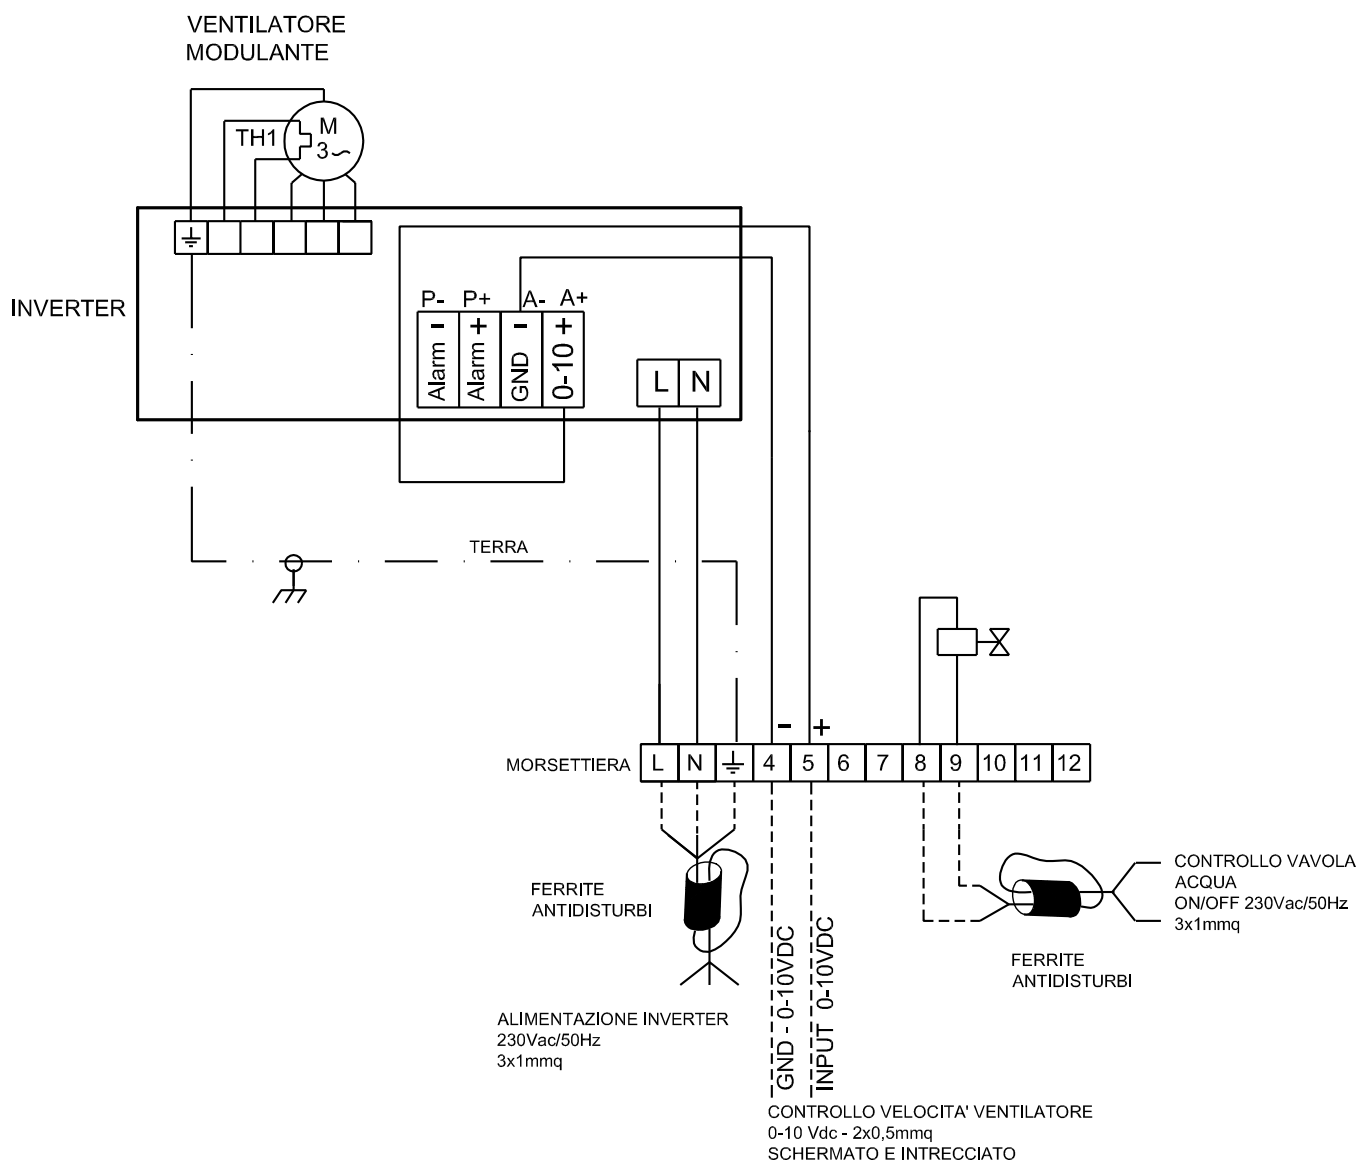 VENTILATORE
MODULANTE
TH1
M
3~
INVERTER
P- P+ A- A+
Alarm -
Alarm +
GND -
0-10 +
L N
TERRA
- +
MORSETTIERA L N 4 5 6 7 8 9 10 11 12
FERRITE
ANTIDISTURBI
CONTROLLO VAVOLA
ACQUA
ON/OFF 230Vac/50Hz
3x1mmq
FERRITE
ANTIDISTURBI
GND - 0-10VDC
INPUT 0-10VDC
ALIMENTAZIONE INVERTER
230Vac/50Hz
3x1mmq
CONTROLLO VELOCITA' VENTILATORE
0-10 Vdc - 2x0,5mmq
SCHERMATO E INTRECCIATO